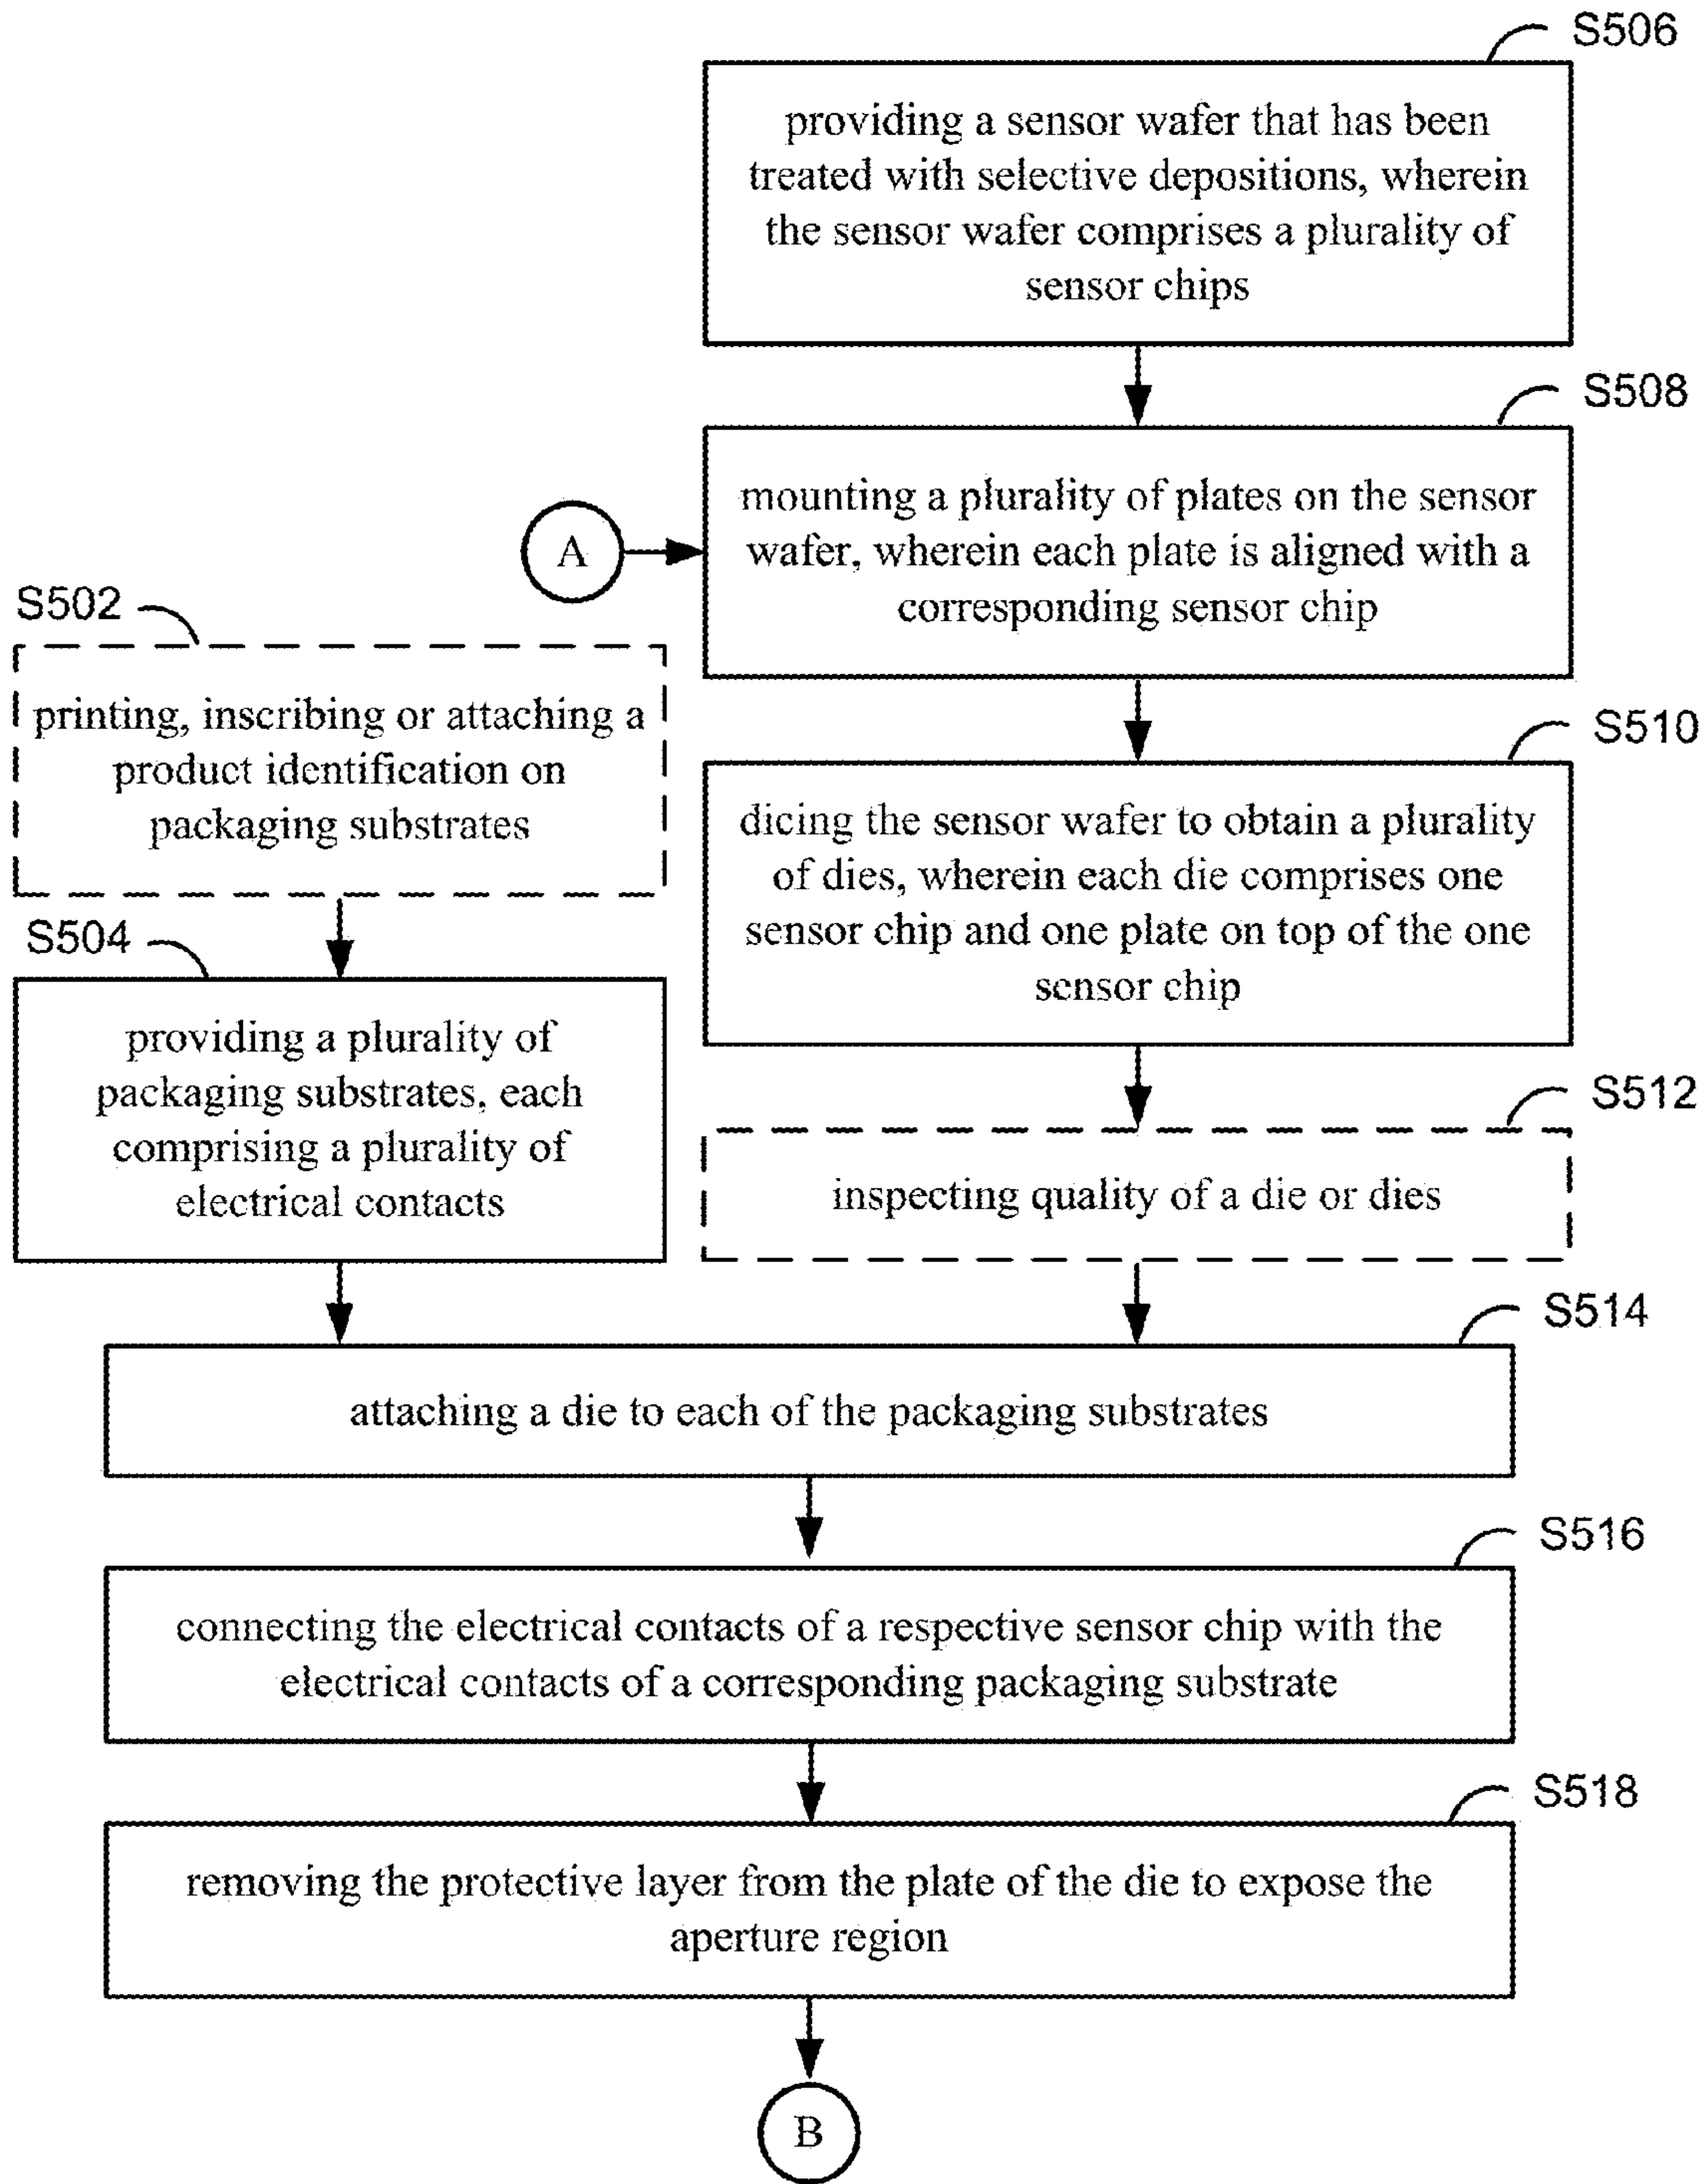 S506
providing a sensor wafer that has been
treated with selective depositions, wherein
the sensor wafer comprises a plurality of
sensor chips
S508
mounting a plurality of plates on the sensor
wafer, wherein each plate is aligned with a
corresponding sensor chip
A
S502
printing, inscribing or attaching a
product identification on
packaging substrates
S510
dicing the sensor wafer to obtain a plurality
of dies, wherein each die comprises one
sensor chip and one plate on top of the one
sensor chip
S504
providing a plurality of
packaging substrates, each
comprising a plurality of
electrical contacts
S512
inspecting quality of a die or dies
S514
attaching a die to each of the packaging substrates
S516
connecting the electrical contacts of a respective sensor chip with the
electrical contacts of a corresponding packaging substrate
S518
removing the protective layer from the plate of the die to expose the
aperture region
B